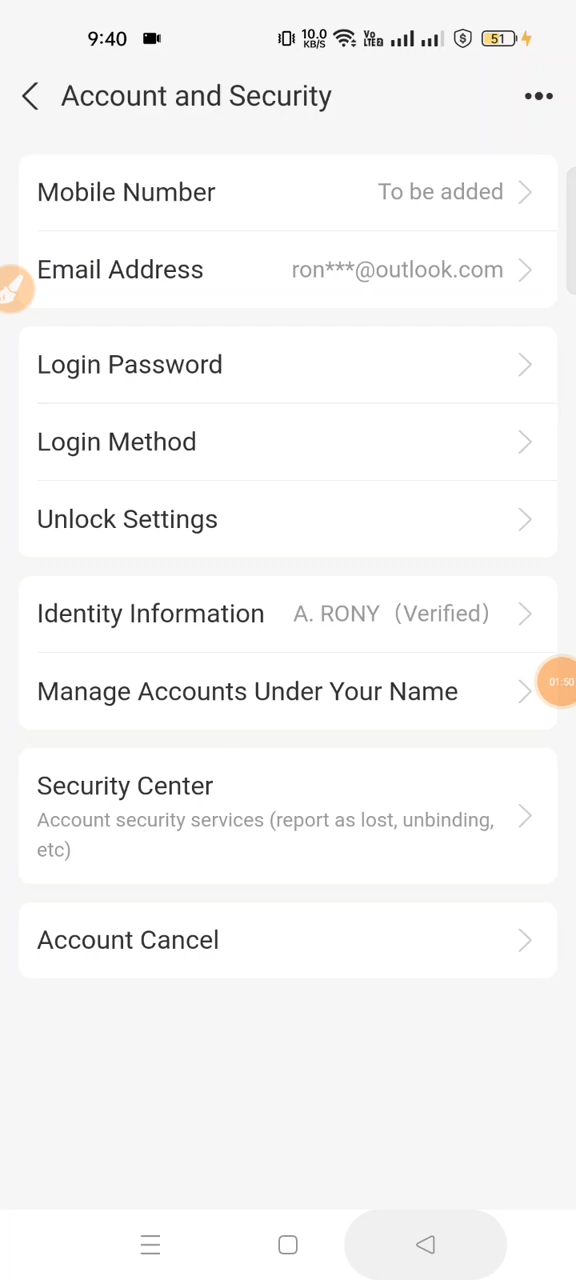 9:40
10.0
KB/S
Vo
LTE2
51
Account and Security
Mobile Number To be added
Email Address ron***@outlook.com
Login Password
Login Method
Unlock Settings
Identity Information A. RONY (Verified)
Manage Accounts Under Your Name
01:50
Security Center
Account security services (report as lost, unbinding,
etc)
Account Cancel